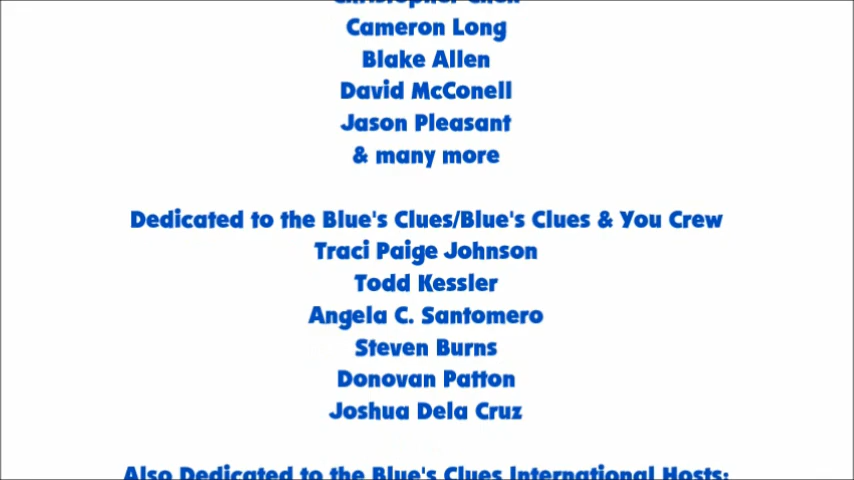 Cameron Long
Blake Allen
David McConell
Jason Pleasant
& many more
Dedicated to the Blue's Clues/Blue's Clues & You Crew
Traci Paige Johnson
Todd Kessler
Angela C. Santomero
Steven Burns
Donovan Patton
Joshua Dela Cruz
Also Dedicated to the Blue's Clues International Hosts: